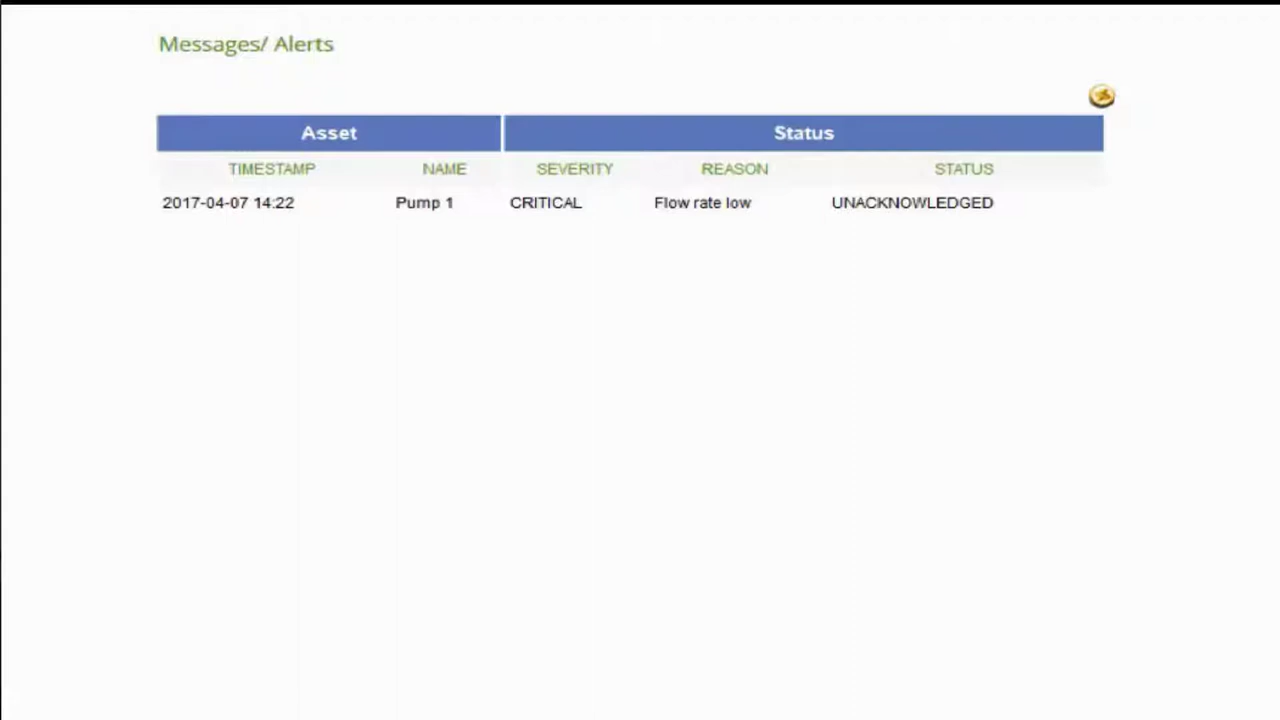 Messages/ Alerts
Asset Status
TIMESTAMP NAME SEVERITY REASON STATUS
2017-04-07 14:22 Pump 1 CRITICAL Flow rate low UNACKNOWLEDGED